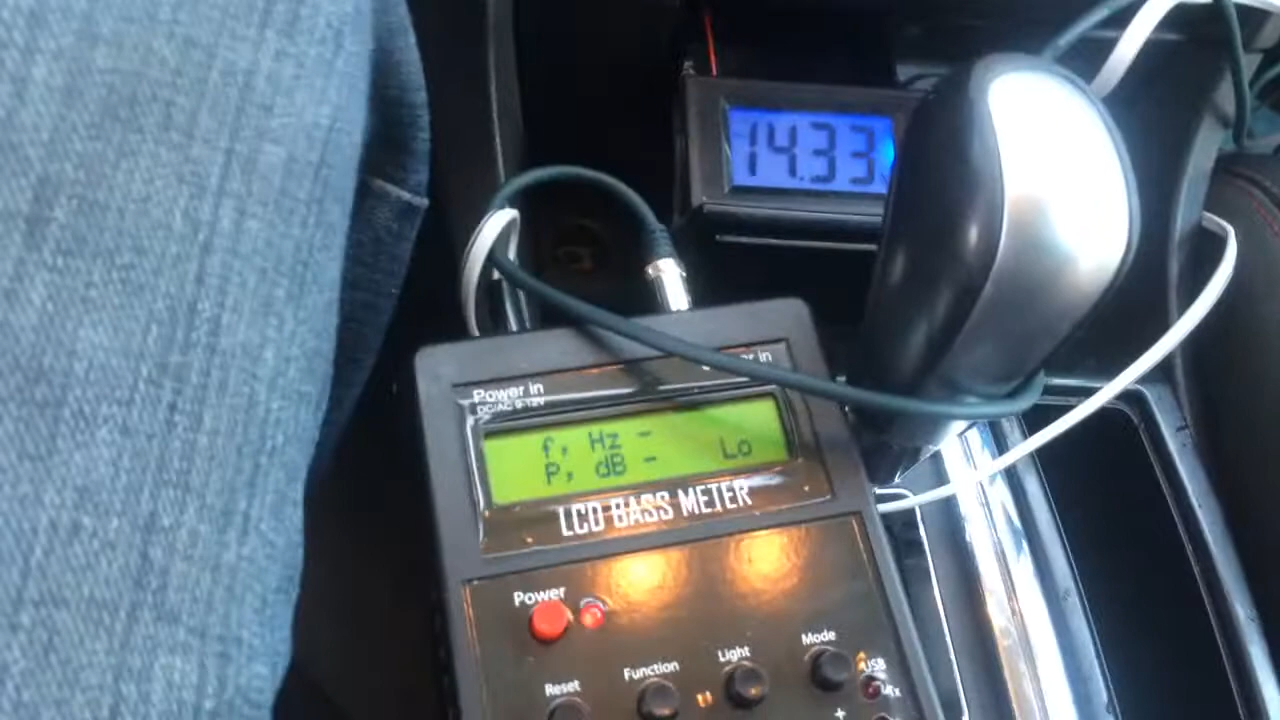 14.33
Power in
DC/AC 9-12V
in
f, Hz -
P, dB - Lo
LCD BASS METER
Power
Function
Light
Mode
USB
Reset
+